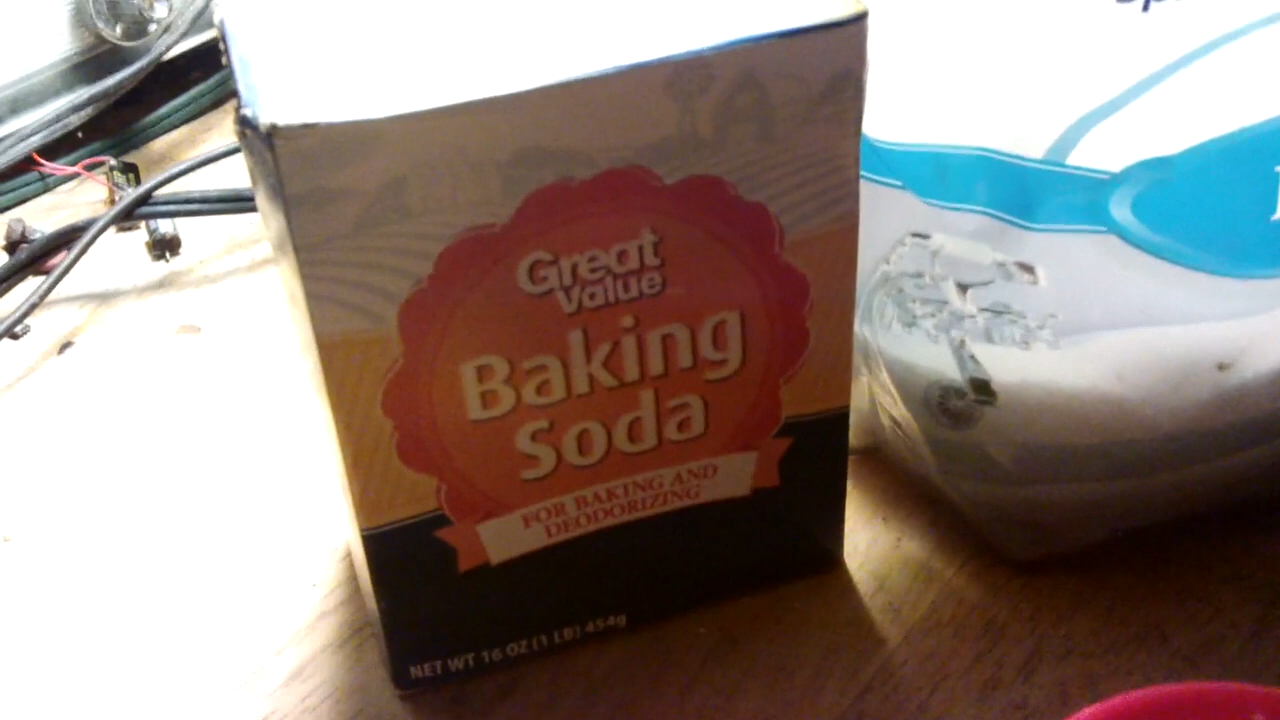 Great
Value
Baking
Soda
FOR BAKING AND
DEODORIZING
NET WT 16 OZ (1 LB) 454g